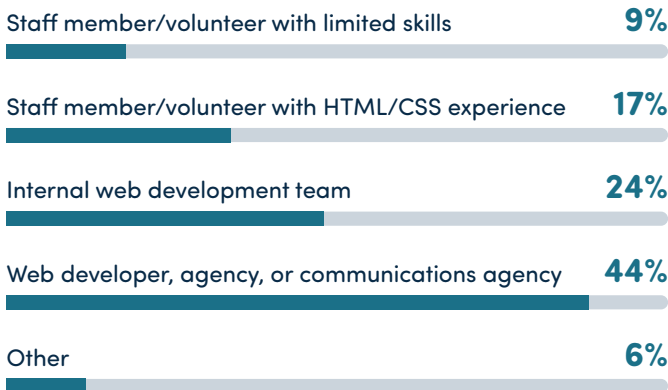 Staff member/volunteer with limited skills 9%
Staff member/volunteer with HTML/CSS experience 17%
Internal web development team 24%
Web developer, agency, or communications agency 44%
Other 6%